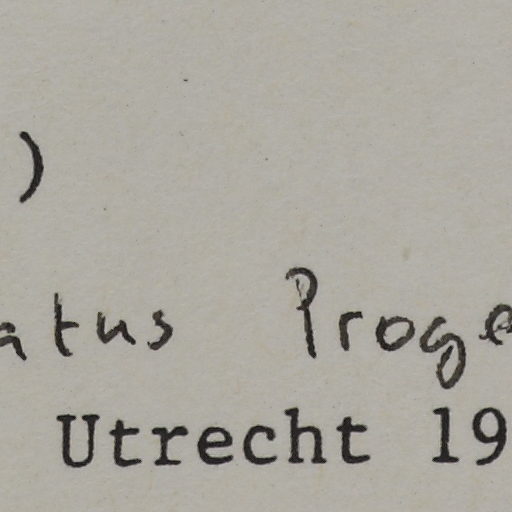 )
atus Proge
Utrecht 19